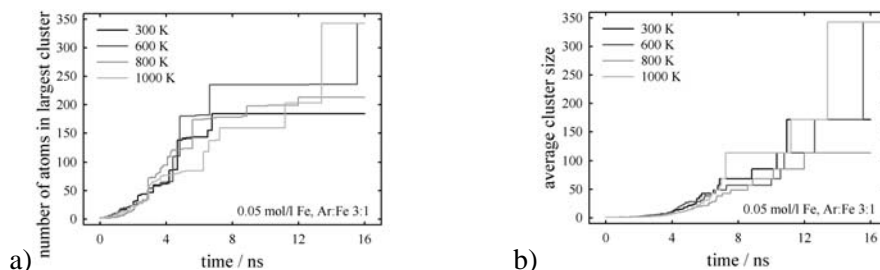 number of atoms in largest cluster
350
300
250
200
150
100
50
0
300 K
600 K
800 K
1000 K
0.05 mol/l Fe, Ar:Fe 3:1
0 4 8 12 16
time / ns
a)
average cluster size
350
300
250
200
150
100
50
0
300 K
600 K
800 K
1000 K
0.05 mol/l Fe, Ar:Fe 3:1
0 4 8 12 16
time / ns
b)